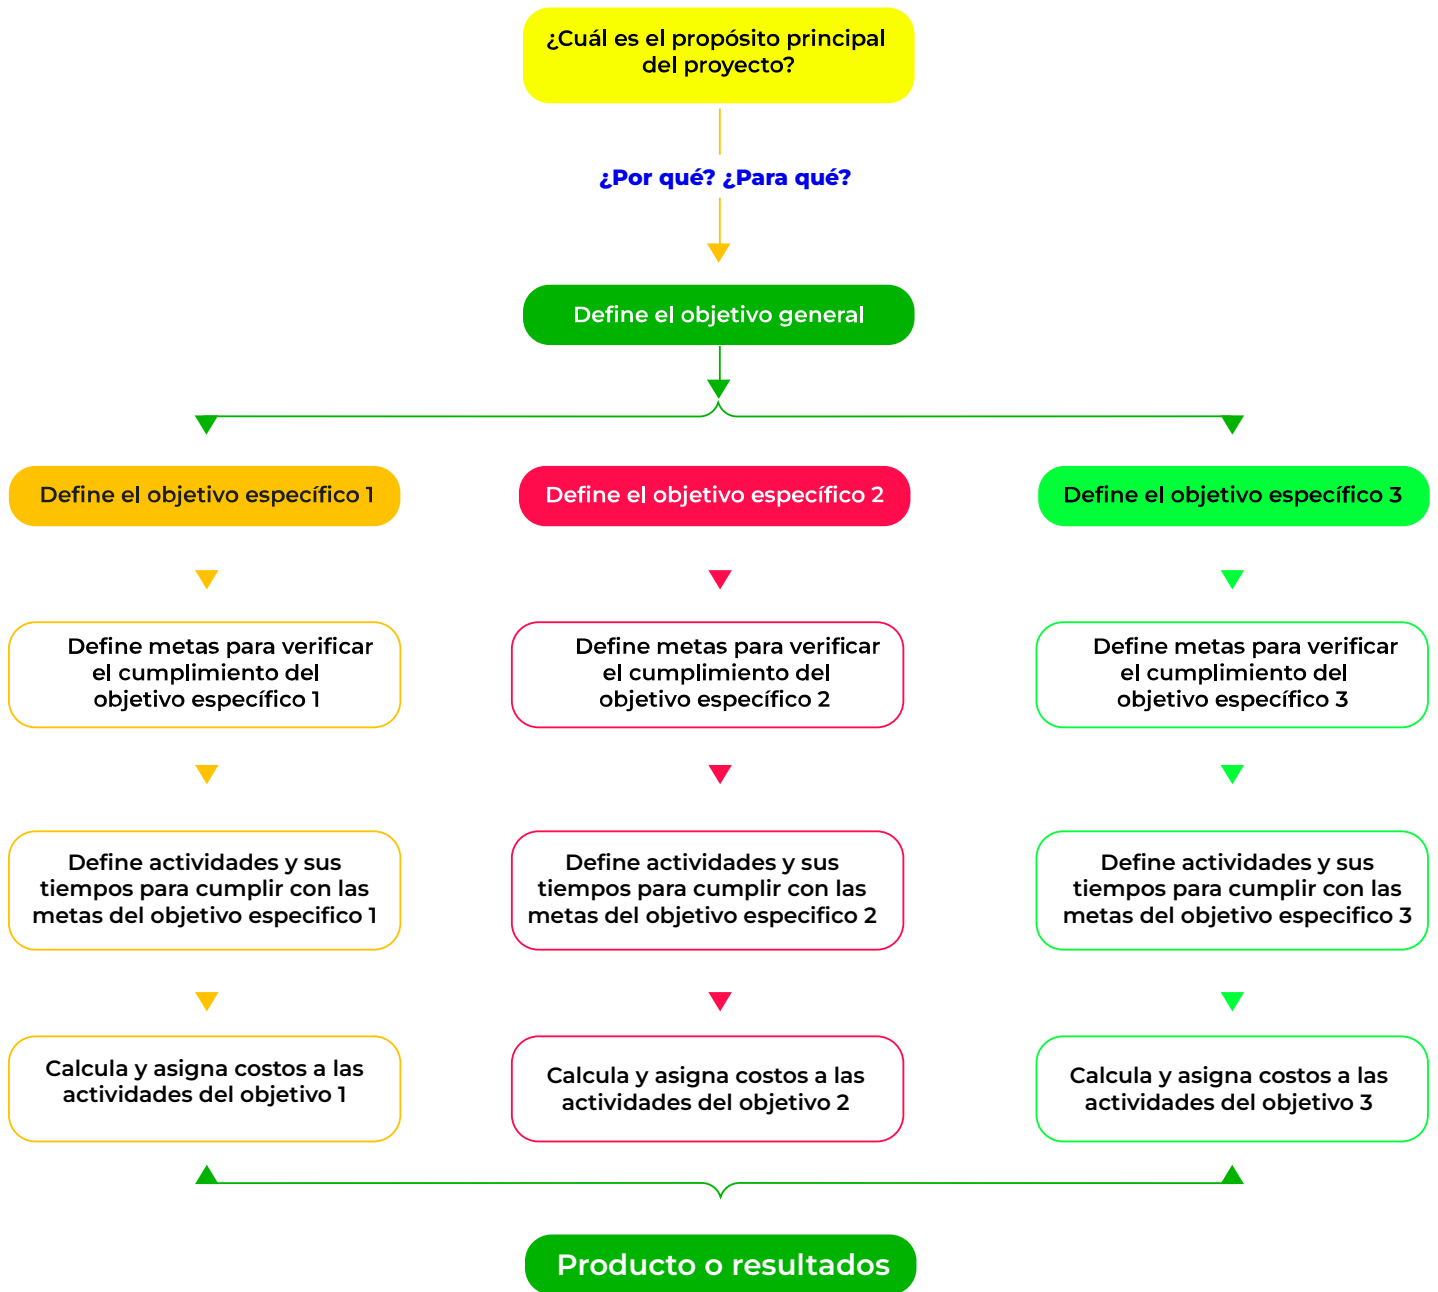 ¿Cuál es el propósito principal
del proyecto?
¿Por qué? ¿Para qué?
Define el objetivo general
Define el objetivo específico 1
Define el objetivo específico 2
Define el objetivo específico 3
Define metas para verificar
el cumplimiento del
objetivo específico 1
Define metas para verificar
el cumplimiento del
objetivo específico 2
Define metas para verificar
el cumplimiento del
objetivo específico 3
Define actividades y sus
tiempos para cumplir con las
metas del objetivo especifico 1
Define actividades y sus
tiempos para cumplir con las
metas del objetivo especifico 2
Define actividades y sus
tiempos para cumplir con las
metas del objetivo especifico 3
Calcula y asigna costos a las
actividades del objetivo 1
Calcula y asigna costos a las
actividades del objetivo 2
Calcula y asigna costos a las
actividades del objetivo 3
Producto o resultados